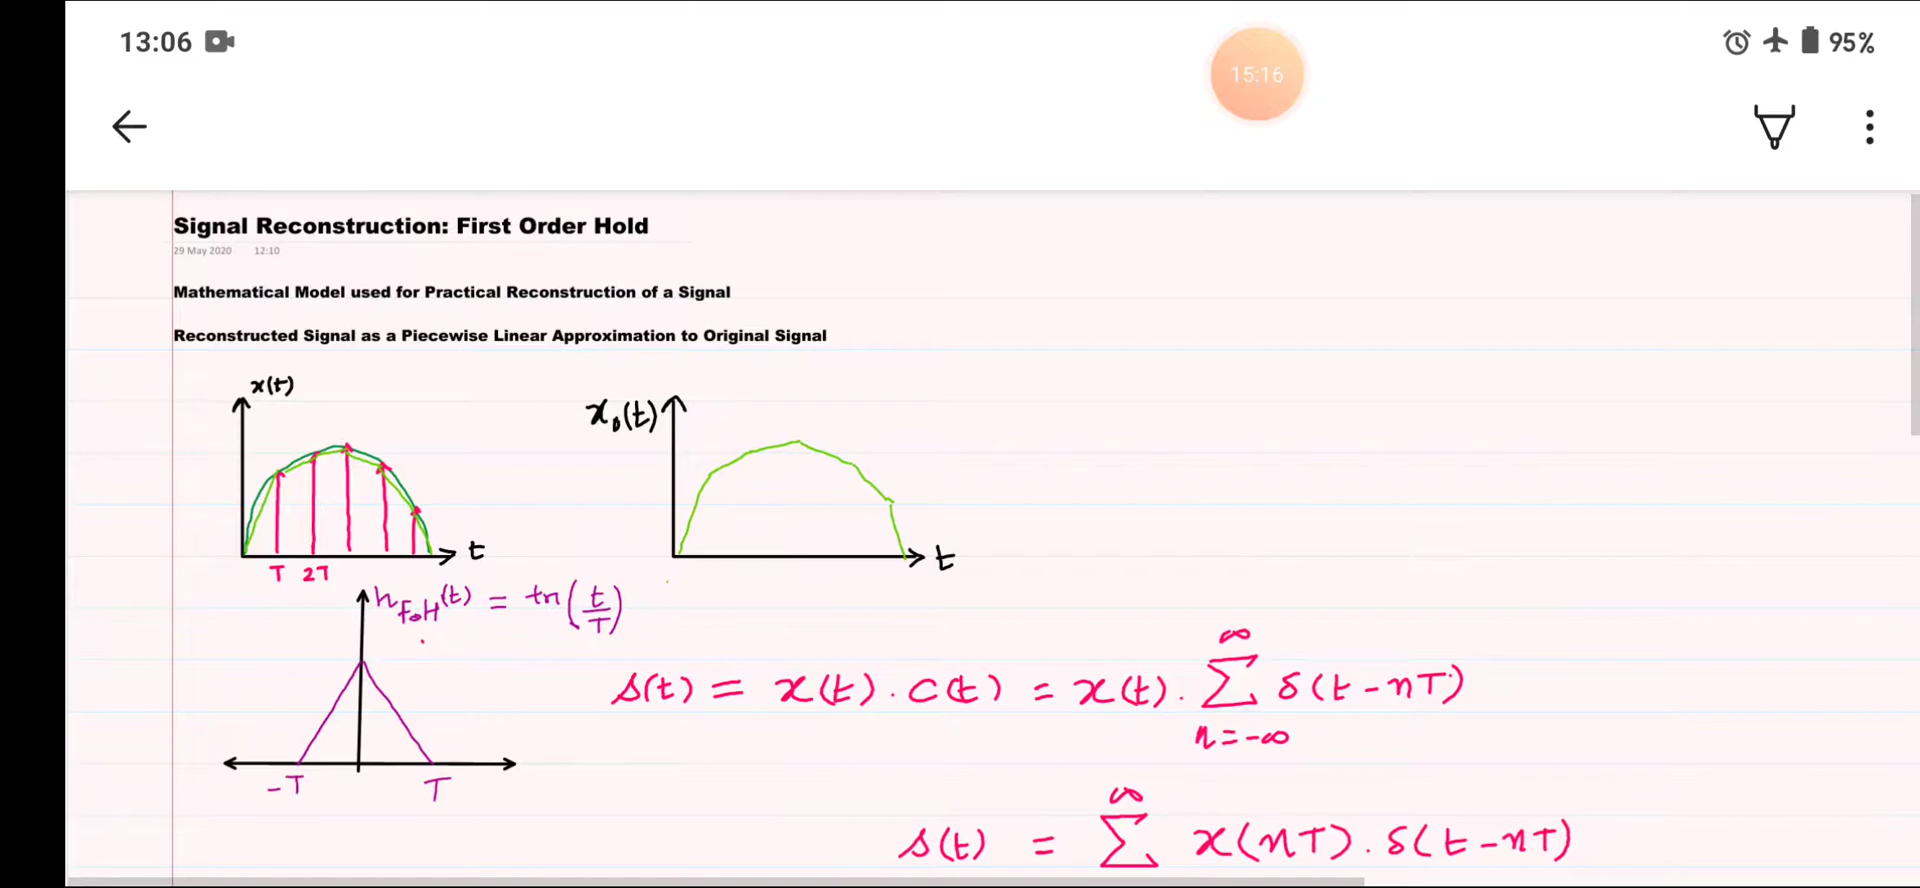 13:06
15:16
95%
Signal Reconstruction: First Order Hold
29 May 2020 12:10
Mathematical Model used for Practical Reconstruction of a Signal
Reconstructed Signal as a Piecewise Linear Approximation to Original Signal
x(t)
x₀(t)
t
t
T 2T
h_FOH(t) = tri(t/T)
s(t) = x(t) . c(t) = x(t) . ∑_{n=-∞}^{∞} δ(t-nT)
-T T
s(t) = ∑^{∞} x(nT) . δ(t-nT)